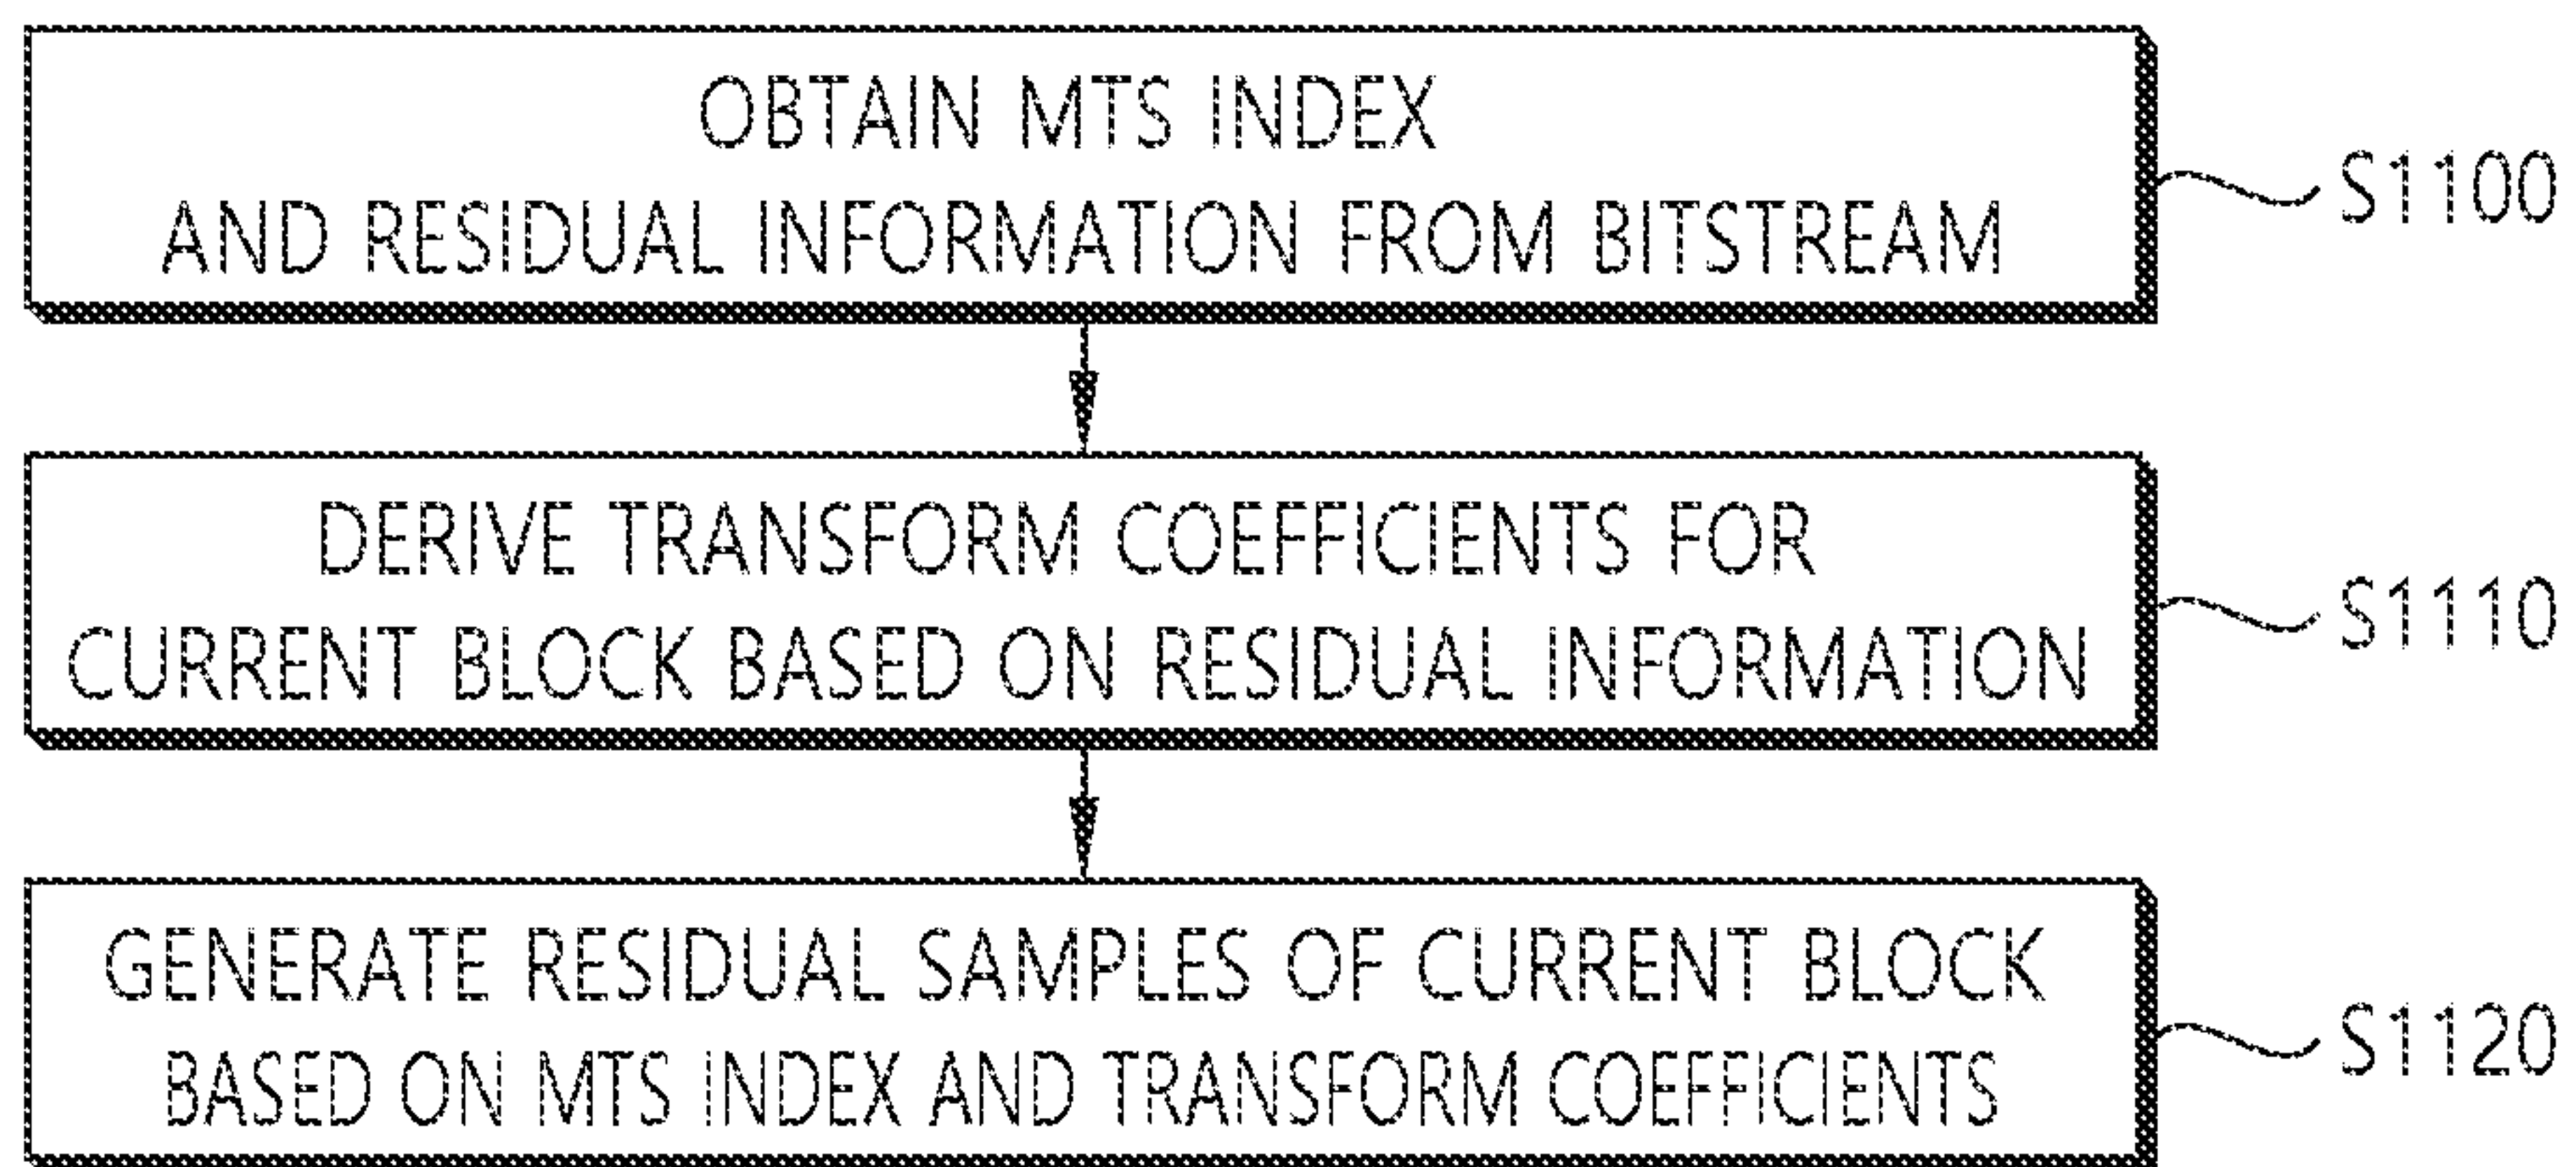 OBTAIN MTS INDEX
AND RESIDUAL INFORMATION FROM BITSTREAM
S1100
DERIVE TRANSFORM COEFFICIENTS FOR
CURRENT BLOCK BASED ON RESIDUAL INFORMATION
S1110
GENERATE RESIDUAL SAMPLES OF CURRENT BLOCK
BASED ON MTS INDEX AND TRANSFORM COEFFICIENTS
S1120